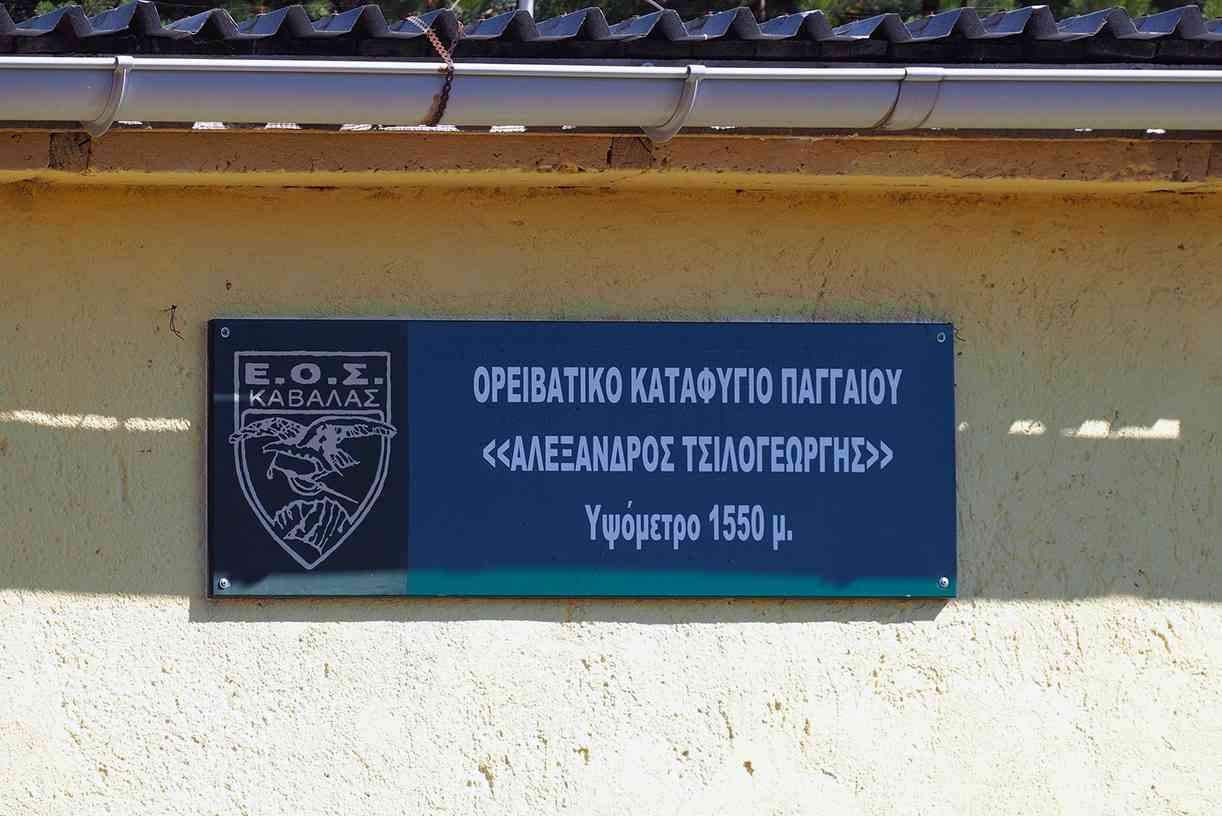 Ε.Ο.Σ.
ΚΑΒΑΛΑΣ
ΟΡΕΙΒΑΤΙΚΟ ΚΑΤΑΦΥΓΙΟ ΠΑΓΓΑΙΟΥ
<<ΑΛΕΞΑΝΔΡΟΣ ΤΣΙΛΟΓΕΩΡΓΗΣ>>
Υψόμετρο 1550 μ.